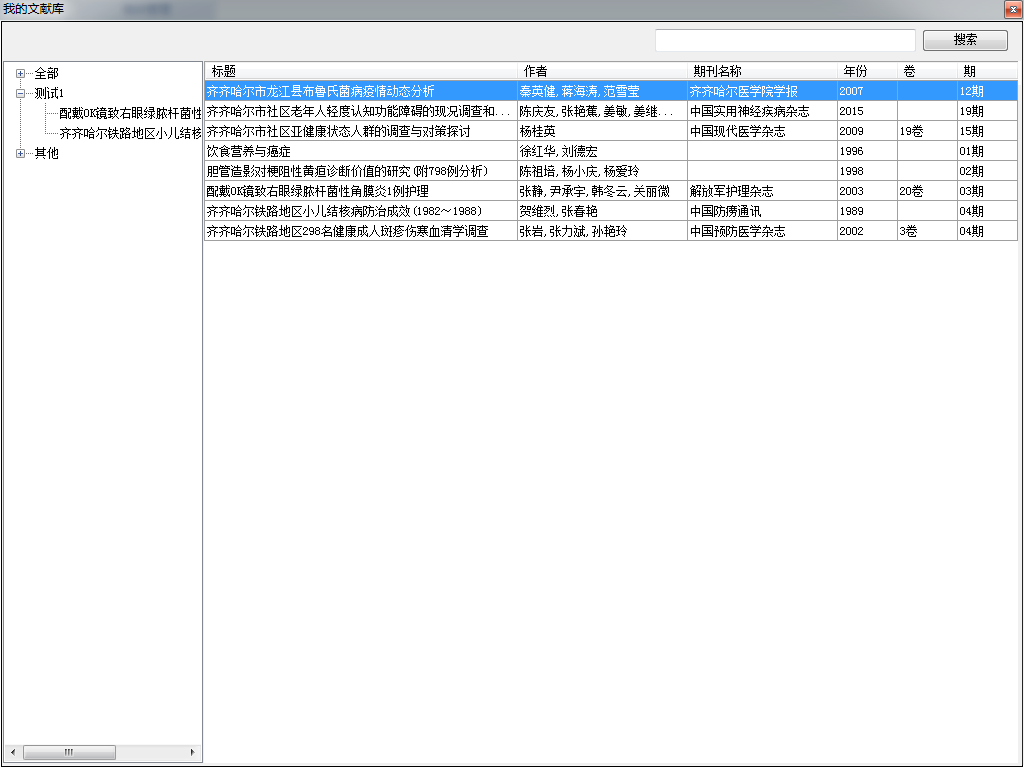 我的文献库
搜索
全部
测试1
配戴OK镜致右眼绿脓杆菌性
齐齐哈尔铁路地区小儿结核
其他
标题 作者 期刊名称 年份 卷 期
齐齐哈尔市龙江县布鲁氏菌病疫情动态分析 秦英健, 蒋海涛, 范雪莹 齐齐哈尔医学院学报 2007 12期
齐齐哈尔市社区老年人轻度认知功能障碍的现况调查和... 陈庆友, 张艳蕉, 姜敏, 姜继... 中国实用神经疾病杂志 2015 19期
齐齐哈尔市社区亚健康状态人群的调查与对策探讨 杨桂英 中国现代医学杂志 2009 19卷 15期
饮食营养与癌症 徐红华, 刘德宏 1996 01期
胆管造影对梗阻性黄疸诊断价值的研究(附798例分析) 陈祖培, 杨小庆, 杨爱玲 1998 02期
配戴OK镜致右眼绿脓杆菌性角膜炎1例护理 张静, 尹承宇, 韩冬云, 关丽微 解放军护理杂志 2003 20卷 03期
齐齐哈尔铁路地区小儿结核病防治成效(1982～1988) 贺维烈, 张春艳 中国防痨通讯 1989 04期
齐齐哈尔铁路地区298名健康成人斑疹伤寒血清学调查 张岩, 张力斌, 孙艳玲 中国预防医学杂志 2002 3卷 04期